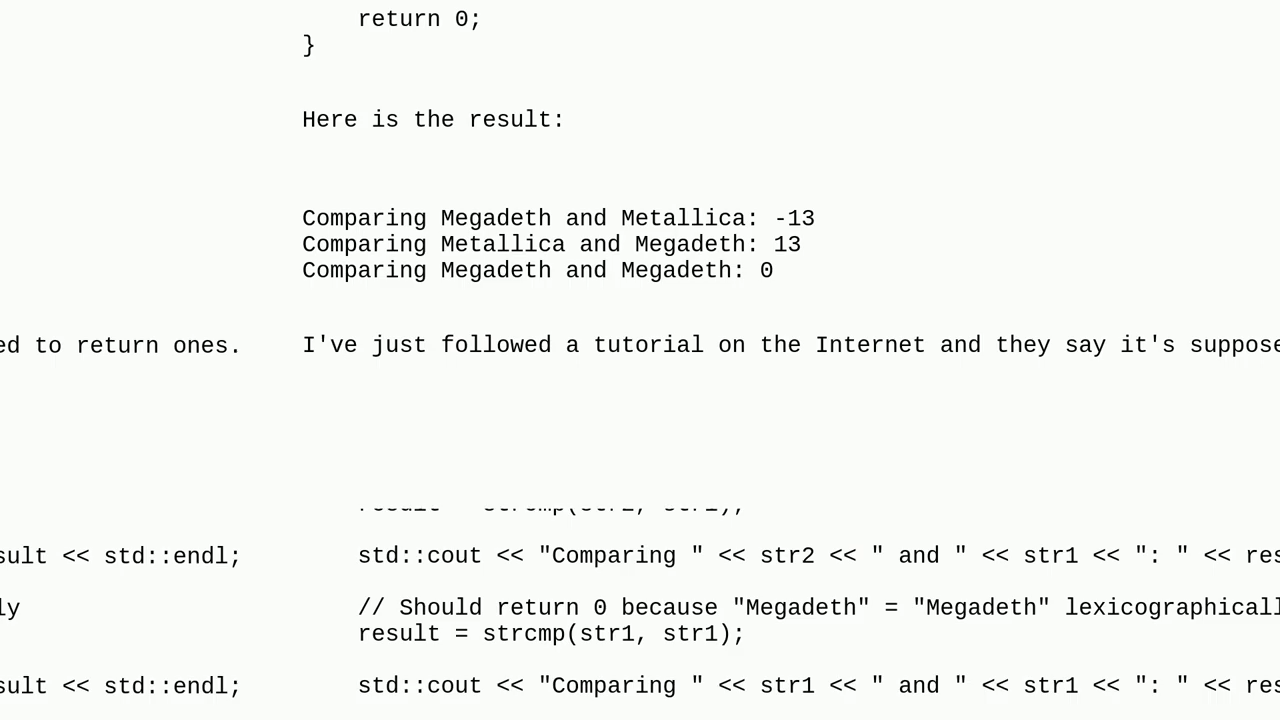 return 0;
}
Here is the result:
Comparing Megadeth and Metallica: -13
Comparing Metallica and Megadeth: 13
Comparing Megadeth and Megadeth: 0
ed to return ones. I've just followed a tutorial on the Internet and they say it's suppose
sult << std::endl; std::cout << "Comparing " << str2 << " and " << str1 << ": " << res
ly // Should return 0 because "Megadeth" = "Megadeth" lexicographicall
result = strcmp(str1, str1);
sult << std::endl; std::cout << "Comparing " << str1 << " and " << str1 << ": " << res